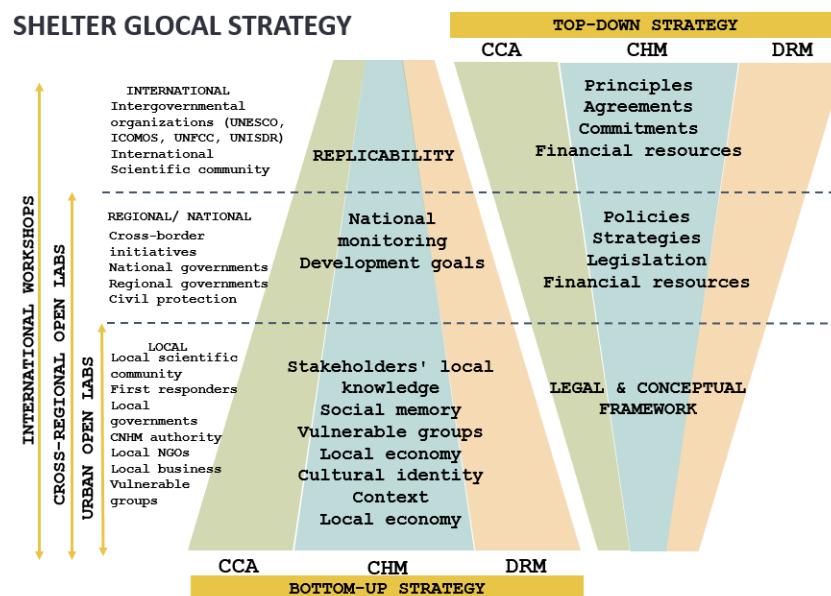 SHELTER GLOCAL STRATEGY
TOP-DOWN STRATEGY
CCA CHM DRM
INTERNATIONAL WORKSHOPS
CROSS-REGIONAL OPEN LABS
URBAN OPEN LABS
INTERNATIONAL
Intergovernmental
organizations (UNESCO,
ICOMOS, UNFCC, UNISDR)
International
Scientific community
REPLICABILITY
Principles
Agreements
Commitments
Financial resources
REGIONAL/ NATIONAL
Cross-border
initiatives
National governments
Regional governments
Civil protection
National
monitoring
Development goals
Policies
Strategies
Legislation
Financial resources
LOCAL
Local scientific
community
First responders
Local
governments
CNHM authority
Local NGOs
Local business
Vulnerable
groups
Stakeholders' local
knowledge
Social memory
Vulnerable groups
Local economy
Cultural identity
Context
Local economy
LEGAL & CONCEPTUAL
FRAMEWORK
CCA CHM DRM
BOTTOM-UP STRATEGY